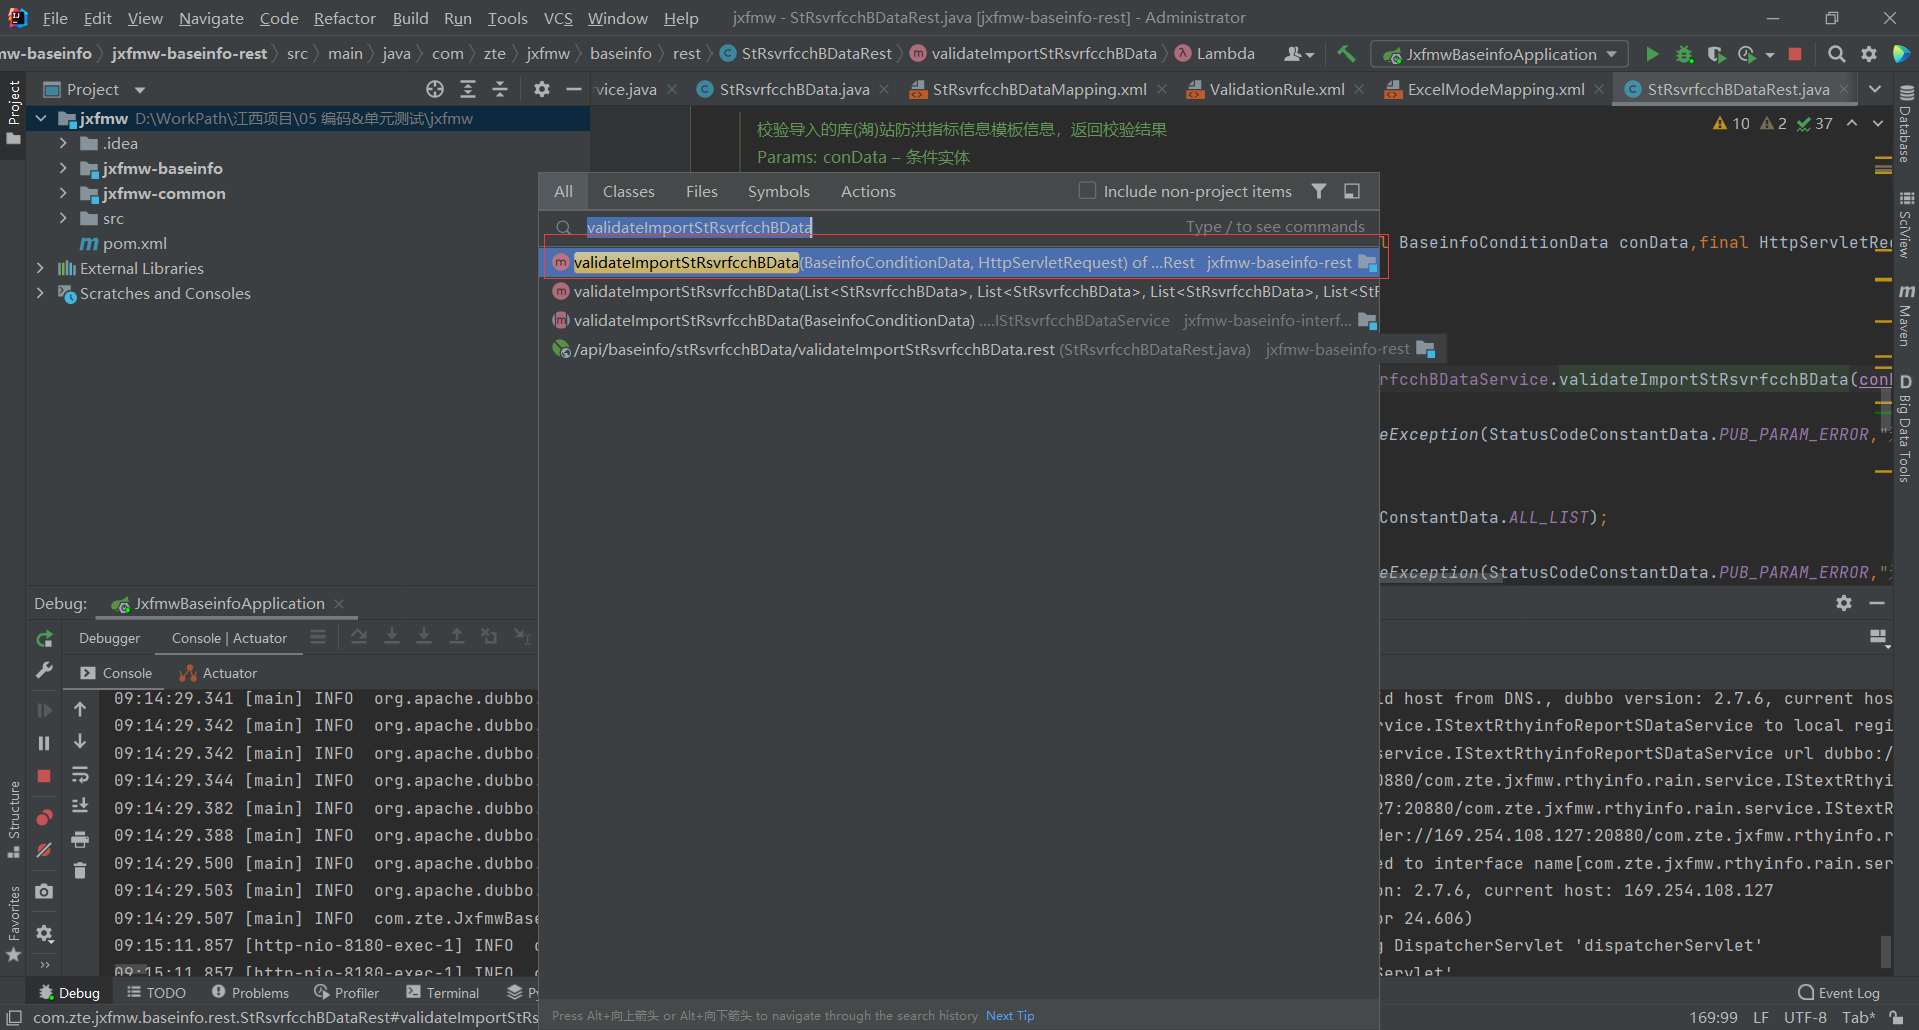 File Edit View Navigate Code Refactor Build Run Tools VCS Window Help jxfmw - StRsvrfcchBDataRest.java [jxfmw-baseinfo-rest] - Administrator
mw-baseinfo jxfmw-baseinfo-rest src main java com zte jxfmw baseinfo rest StRsvrfcchBDataRest validateImportStRsvrfcchBData Lambda JxfmwBaseinfoApplication
Project vice.java StRsvrfcchBData.java StRsvrfcchBDataMapping.xml ValidationRule.xml ExcelModeMapping.xml StRsvrfcchBDataRest.java
Project
jxfmw D:\WorkPath\江西项目\05 编码&单元测试\jxfmw
.idea
jxfmw-baseinfo
jxfmw-common
src
pom.xml
External Libraries
Scratches and Consoles
校验导入的库(湖)站防洪指标信息模板信息，返回校验结果
Params: conData – 条件实体
10 2 37
All Classes Files Symbols Actions Include non-project items
validateImportStRsvrfcchBData Type / to see commands
validateImportStRsvrfcchBData(BaseinfoConditionData, HttpServletRequest) of ...Rest jxfmw-baseinfo-rest
validateImportStRsvrfcchBData(List<StRsvrfcchBData>, List<StRsvrfcchBData>, List<StRsvrfcchBData>, List<StF
validateImportStRsvrfcchBData(BaseinfoConditionData) ....IStRsvrfcchBDataService jxfmw-baseinfo-interf...
/api/baseinfo/stRsvrfcchBData/validateImportStRsvrfcchBData.rest (StRsvrfcchBDataRest.java) jxfmw-baseinfo-rest
l BaseinfoConditionData conData,final HttpServletRe
rfcchBDataService.validateImportStRsvrfcchBData(con
eException(StatusCodeConstantData.PUB_PARAM_ERROR,"
ConstantData.ALL_LIST);
eException(StatusCodeConstantData.PUB_PARAM_ERROR,"
Database
SciView
Maven
Big Data Tools
Debug: JxfmwBaseinfoApplication
Debugger Console | Actuator
Console Actuator
09:14:29.341 [main] INFO org.apache.dubbo. ld host from DNS., dubbo version: 2.7.6, current hos
09:14:29.342 [main] INFO org.apache.dubbo. rvice.IStextRthyinfoReportSDataService to local regi
09:14:29.342 [main] INFO org.apache.dubbo. service.IStextRthyinfoReportSDataService url dubbo:/
09:14:29.344 [main] INFO org.apache.dubbo. 0880/com.zte.jxfmw.rthyinfo.rain.service.IStextRthyi
09:14:29.382 [main] INFO org.apache.dubbo. 27:20880/com.zte.jxfmw.rthyinfo.rain.service.IStextR
09:14:29.388 [main] INFO org.apache.dubbo. der://169.254.108.127:20880/com.zte.jxfmw.rthyinfo.r
09:14:29.500 [main] INFO org.apache.dubbo. ed to interface name[com.zte.jxfmw.rthyinfo.rain.ser
09:14:29.503 [main] INFO org.apache.dubbo. on: 2.7.6, current host: 169.254.108.127
09:14:29.507 [main] INFO com.zte.JxfmwBase or 24.606)
09:15:11.857 [http-nio-8180-exec-1] INFO g DispatcherServlet 'dispatcherServlet'
09:15:11.857 [http-nio-8180-exec-1] INFO Servlet'
Structure
Favorites
Debug TODO Problems Profiler Terminal Py Event Log
Press Alt+向上箭头 or Alt+向下箭头 to navigate through the search history Next Tip
com.zte.jxfmw.baseinfo.rest.StRsvrfcchBDataRest#validateImportStRs 169:99 LF UTF-8 Tab*